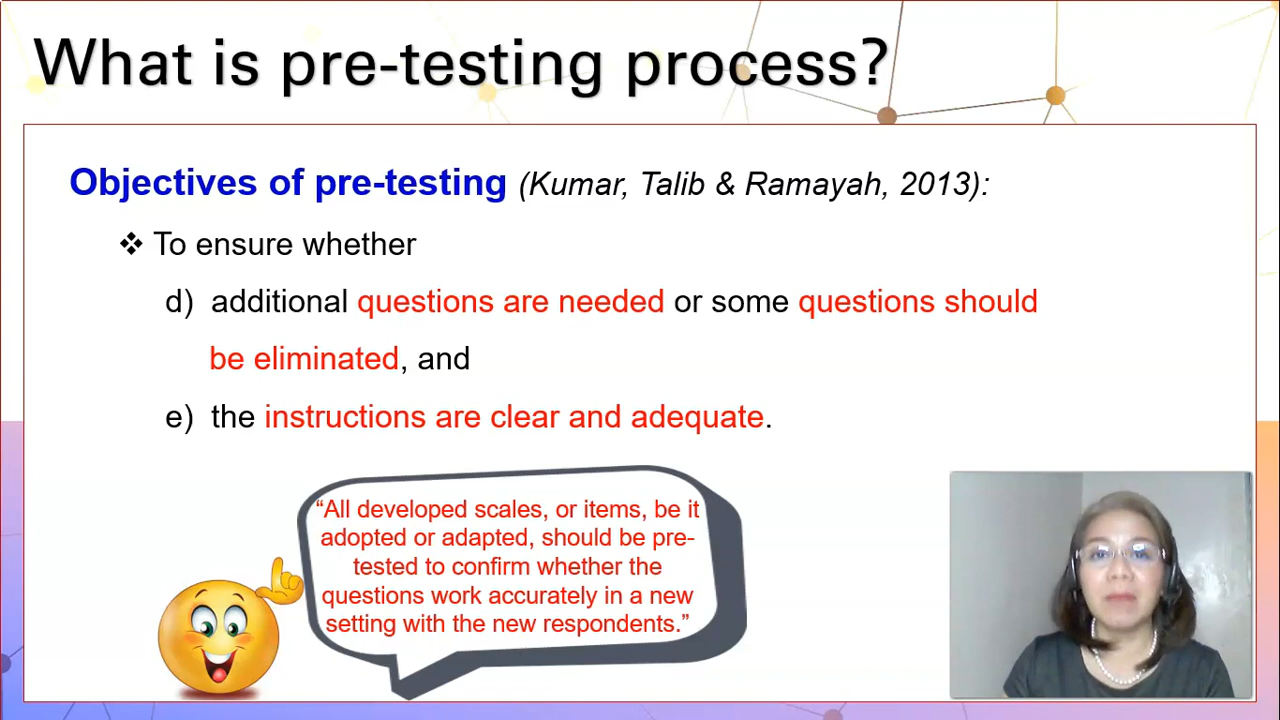 What is pre-testing process?
Objectives of pre-testing (Kumar, Talib & Ramayah, 2013):
❖ To ensure whether
d) additional questions are needed or some questions should
be eliminated, and
e) the instructions are clear and adequate.
“All developed scales, or items, be it
adopted or adapted, should be pre-
tested to confirm whether the
questions work accurately in a new
setting with the new respondents.”